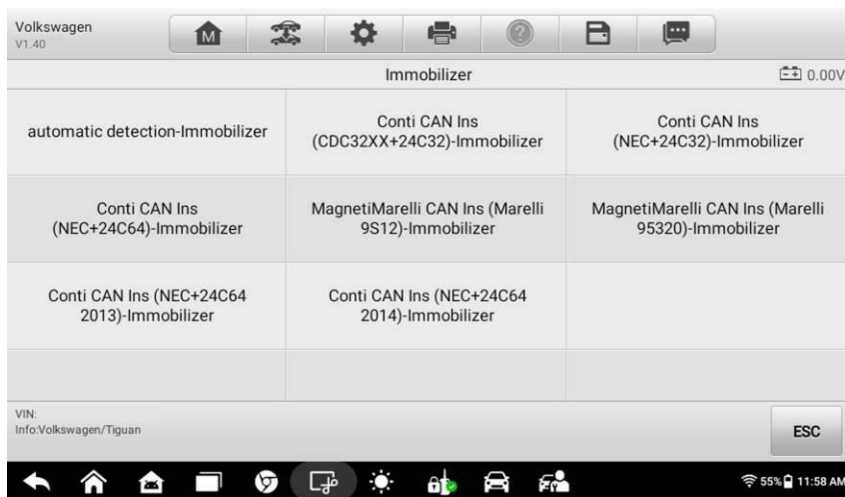 Volkswagen
V1.40
M
?
Immobilizer
0.00V
automatic detection-Immobilizer
Conti CAN Ins
(CDC32XX+24C32)-Immobilizer
Conti CAN Ins
(NEC+24C32)-Immobilizer
Conti CAN Ins
(NEC+24C64)-Immobilizer
MagnetiMarelli CAN Ins (Marelli
9S12)-Immobilizer
MagnetiMarelli CAN Ins (Marelli
95320)-Immobilizer
Conti CAN Ins (NEC+24C64
2013)-Immobilizer
Conti CAN Ins (NEC+24C64
2014)-Immobilizer
VIN:
Info:Volkswagen/Tiguan
ESC
55% 11:58 AM